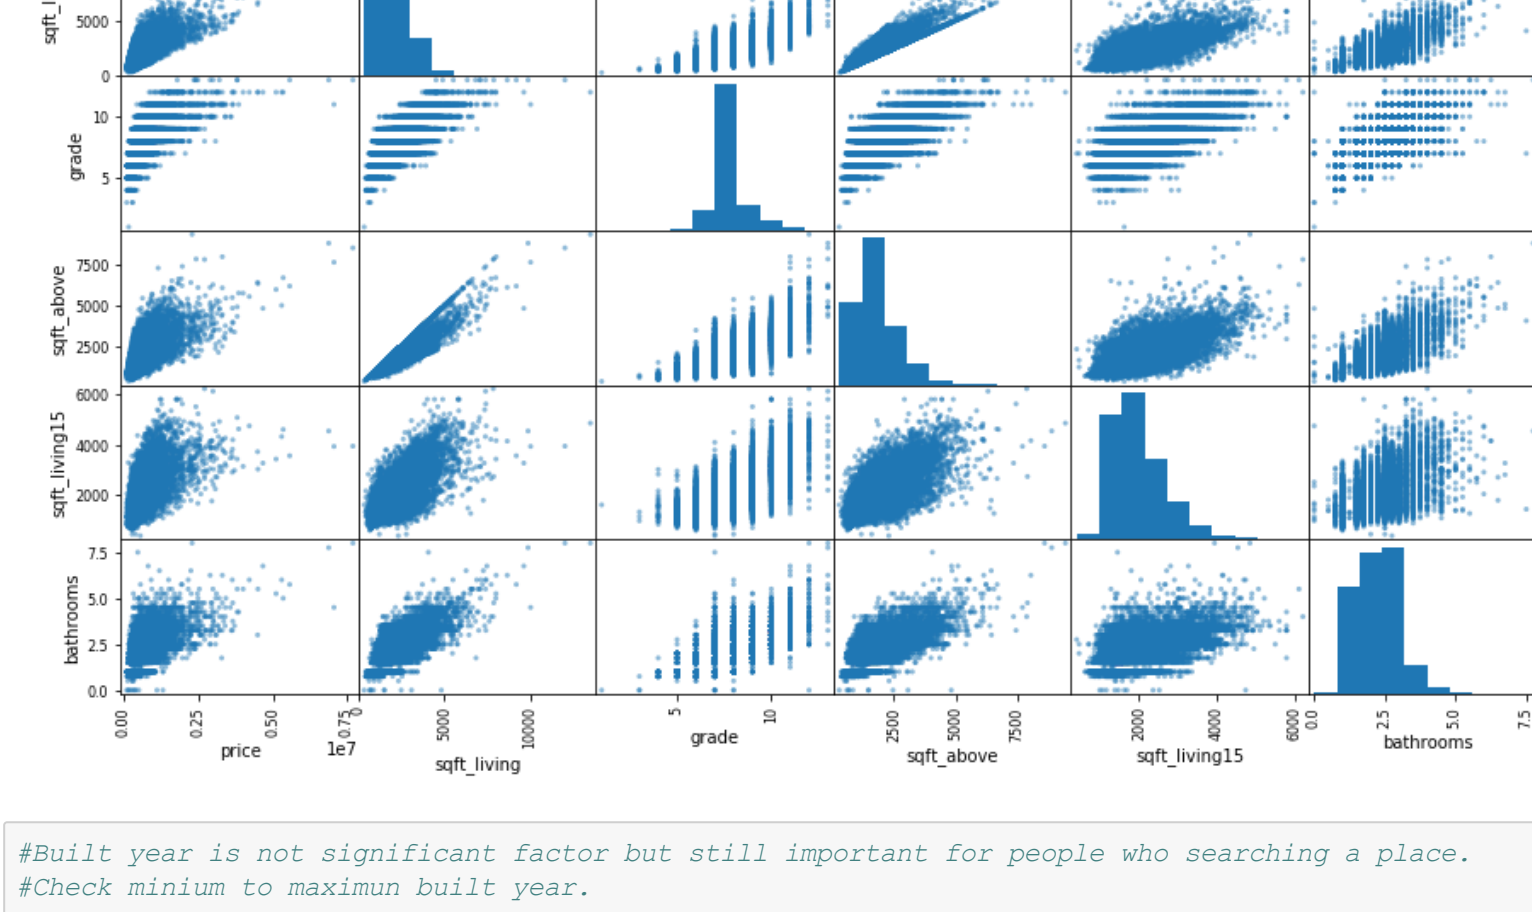 sqft_l
5000
0
grade
10
5
sqft_above
7500
5000
2500
sqft_living15
6000
4000
2000
bathrooms
7.5
5.0
2.5
0.0
0.00
0.25
0.50
0.75
1e7
price
0
5000
10000
sqft_living
5
10
grade
2500
5000
7500
sqft_above
2000
4000
6000
sqft_living15
0.0
2.5
5.0
7.5
bathrooms
#Built year is not significant factor but still important for people who searching a place.
#Check minium to maximun built year.